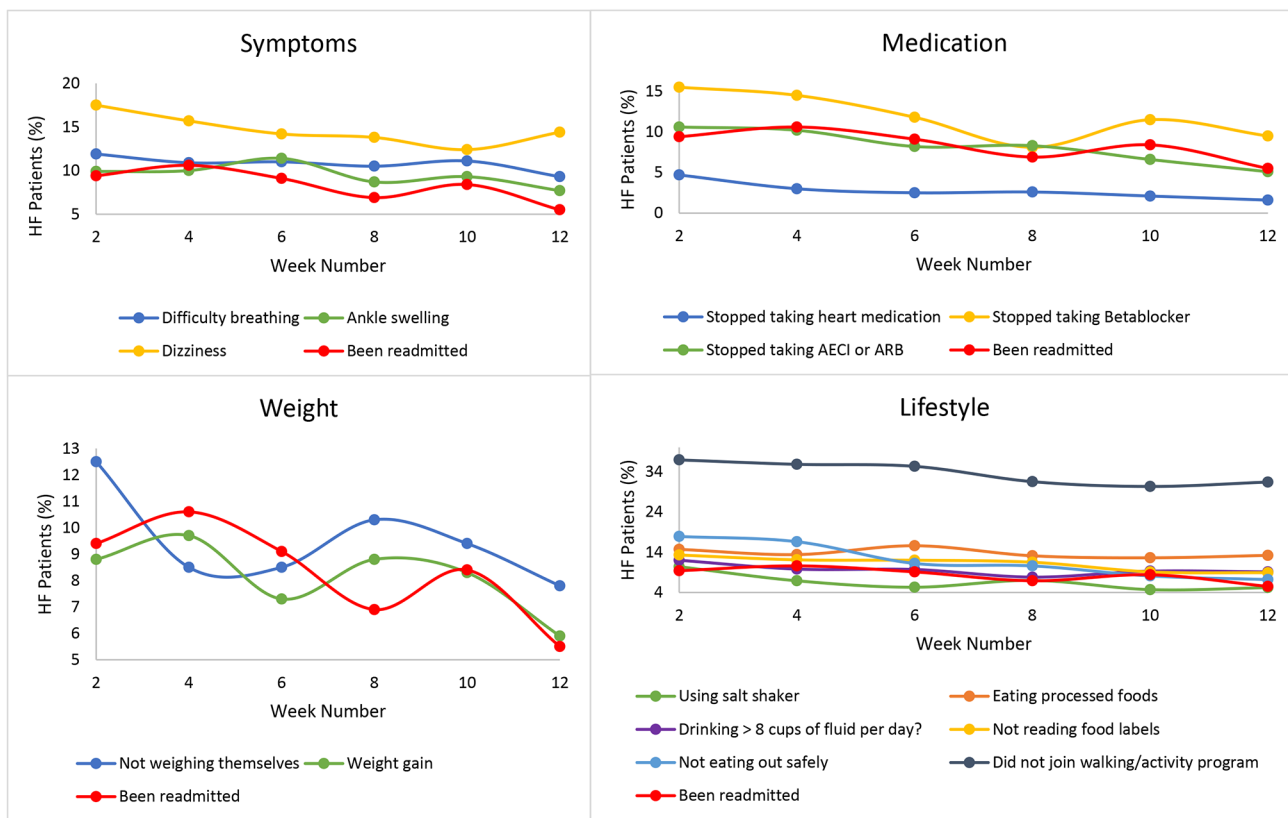 Symptoms
HF Patients (%)
20
15
10
5
2 4 6 8 10 12
Week Number
Difficulty breathing Ankle swelling
Dizziness Been readmitted
Medication
HF Patients (%)
15
10
5
0
2 4 6 8 10 12
Week Number
Stopped taking heart medication Stopped taking Betablocker
Stopped taking AECI or ARB Been readmitted
Weight
HF Patients (%)
13
12
11
10
9
8
7
6
5
2 4 6 8 10 12
Week Number
Not weighing themselves Weight gain
Been readmitted
Lifestyle
HF Patients (%)
34
24
14
4
2 4 6 8 10 12
Week Number
Using salt shaker Eating processed foods
Drinking > 8 cups of fluid per day? Not reading food labels
Not eating out safely Did not join walking/activity program
Been readmitted